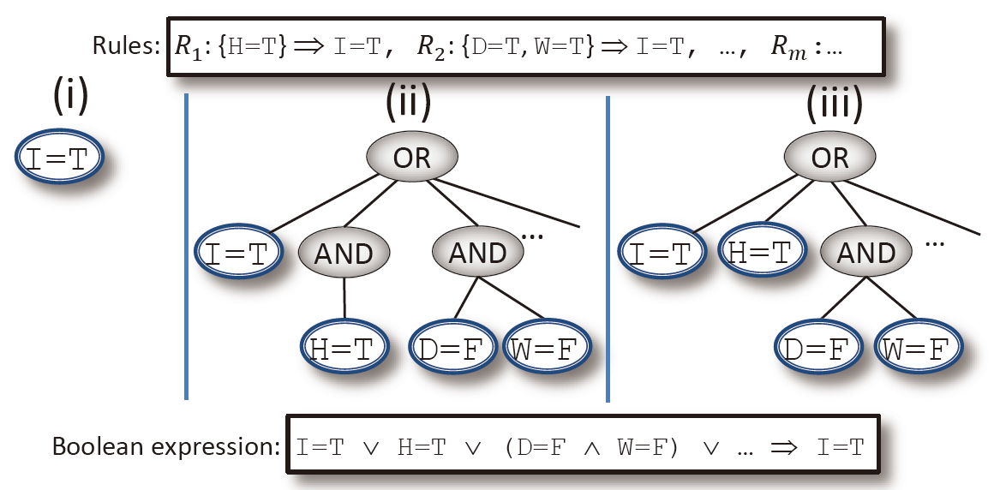 Rules: R1:{H=T} ⇒ I=T, R2:{D=T, W=T} ⇒ I=T, …, Rm:…
(i) (ii) (iii)
I=T OR OR
I=T AND AND … I=T H=T AND …
H=T D=F W=F D=F W=F
Boolean expression: I=T ∨ H=T ∨ (D=F ∧ W=F) ∨ … ⇒ I=T